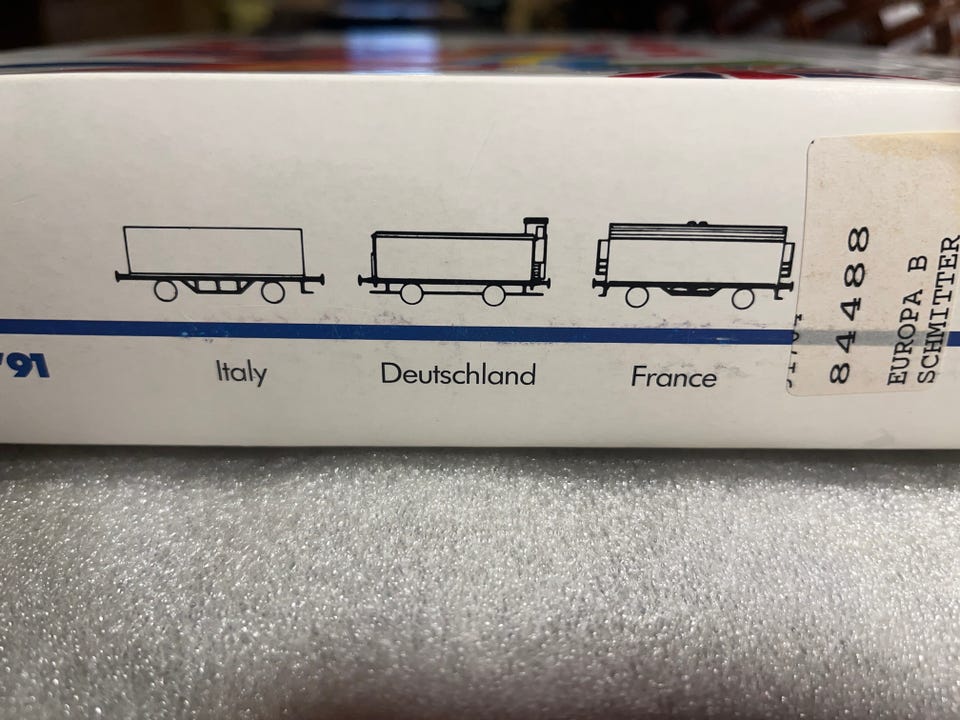 '91
Italy
Deutschland
France
84488
EUROPA B
SCHMITTER